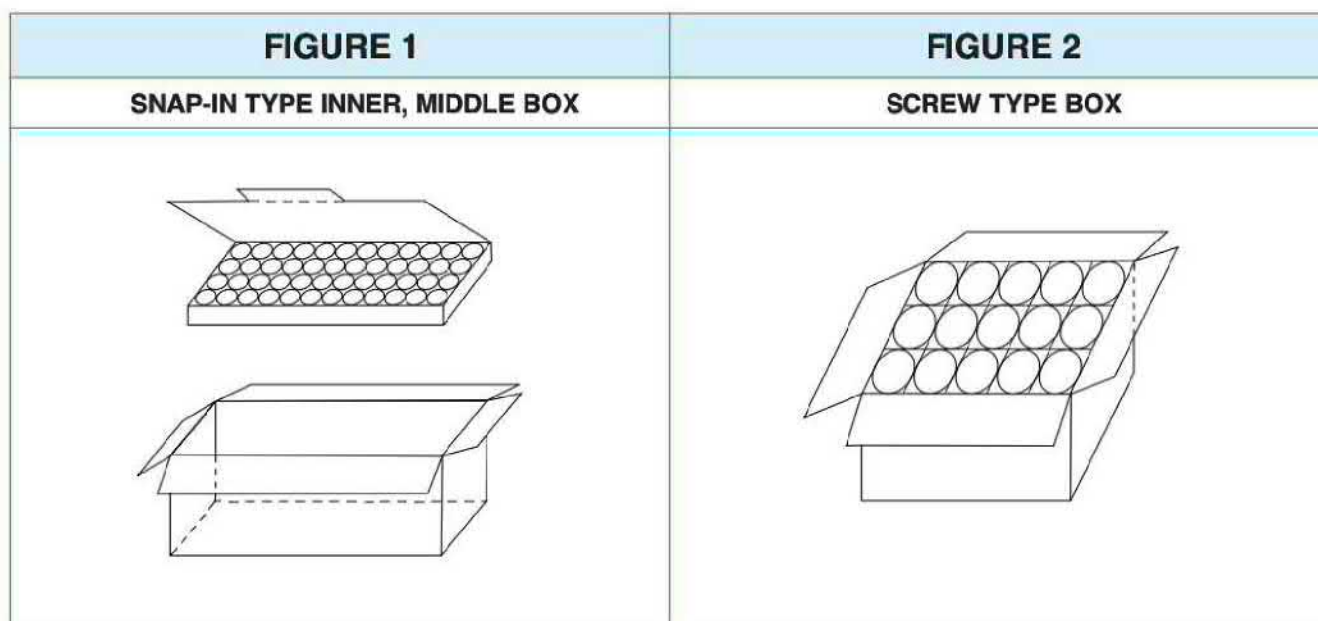 FIGURE 1
FIGURE 2
SNAP-IN TYPE INNER, MIDDLE BOX
SCREW TYPE BOX